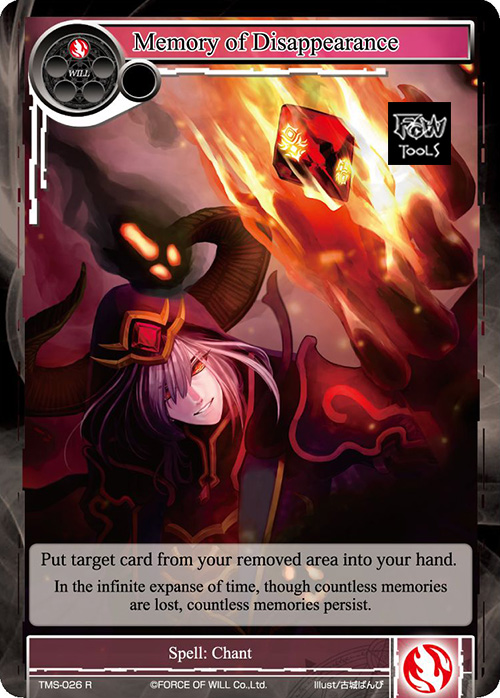 Memory of Disappearance
WILL
FOW
TOOLS
Put target card from your removed area into your hand.
In the infinite expanse of time, though countless memories
are lost, countless memories persist.
Spell: Chant
TMS-026 R
©FORCE OF WILL Co.,Ltd.
Illust/古城ぱんぴ